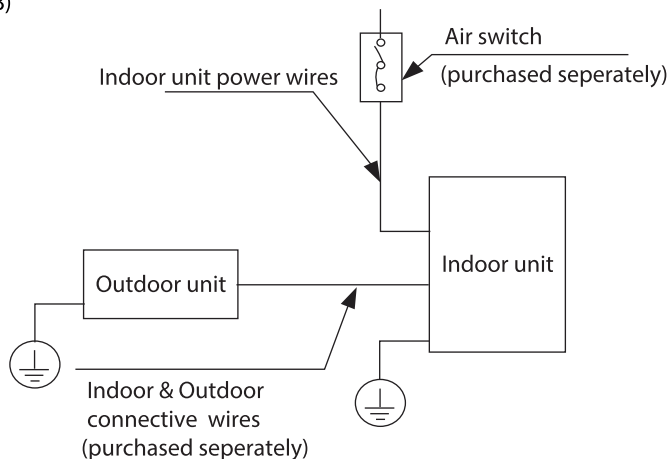 Air switch
(purchased seperately)
Indoor unit power wires
Indoor unit
Outdoor unit
Indoor & Outdoor
connective wires
(purchased seperately)